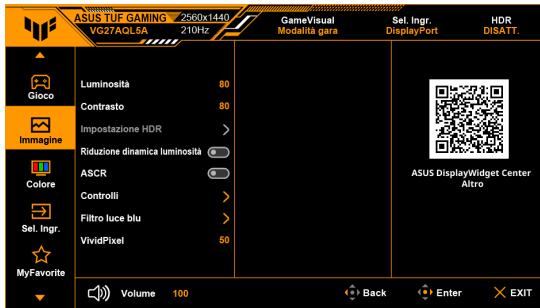 ASUS TUF GAMING 2560x1440
VG27AQL5A 210Hz
GameVisual
Modalità gara
Sel. Ingr.
DisplayPort
HDR
DISATT.
Gioco
Immagine
Colore
Sel. Ingr.
MyFavorite
Luminosità 80
Contrasto 80
Impostazione HDR
Riduzione dinamica luminosità
ASCR
Controlli
Filtro luce blu
VividPixel 50
ASUS DisplayWidget Center
Altro
Volume 100
Back
Enter
EXIT